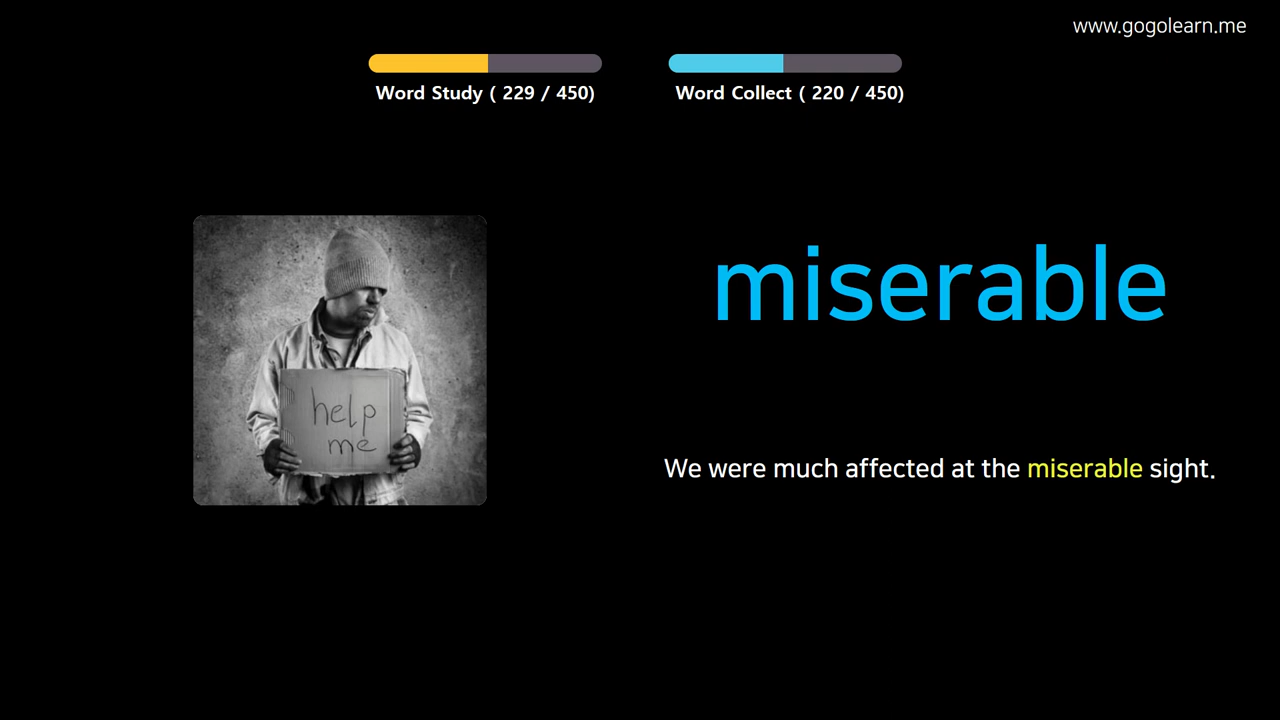 www.gogolearn.me
Word Study ( 229 / 450)
Word Collect ( 220 / 450)
miserable
help
me
We were much affected at the miserable sight.